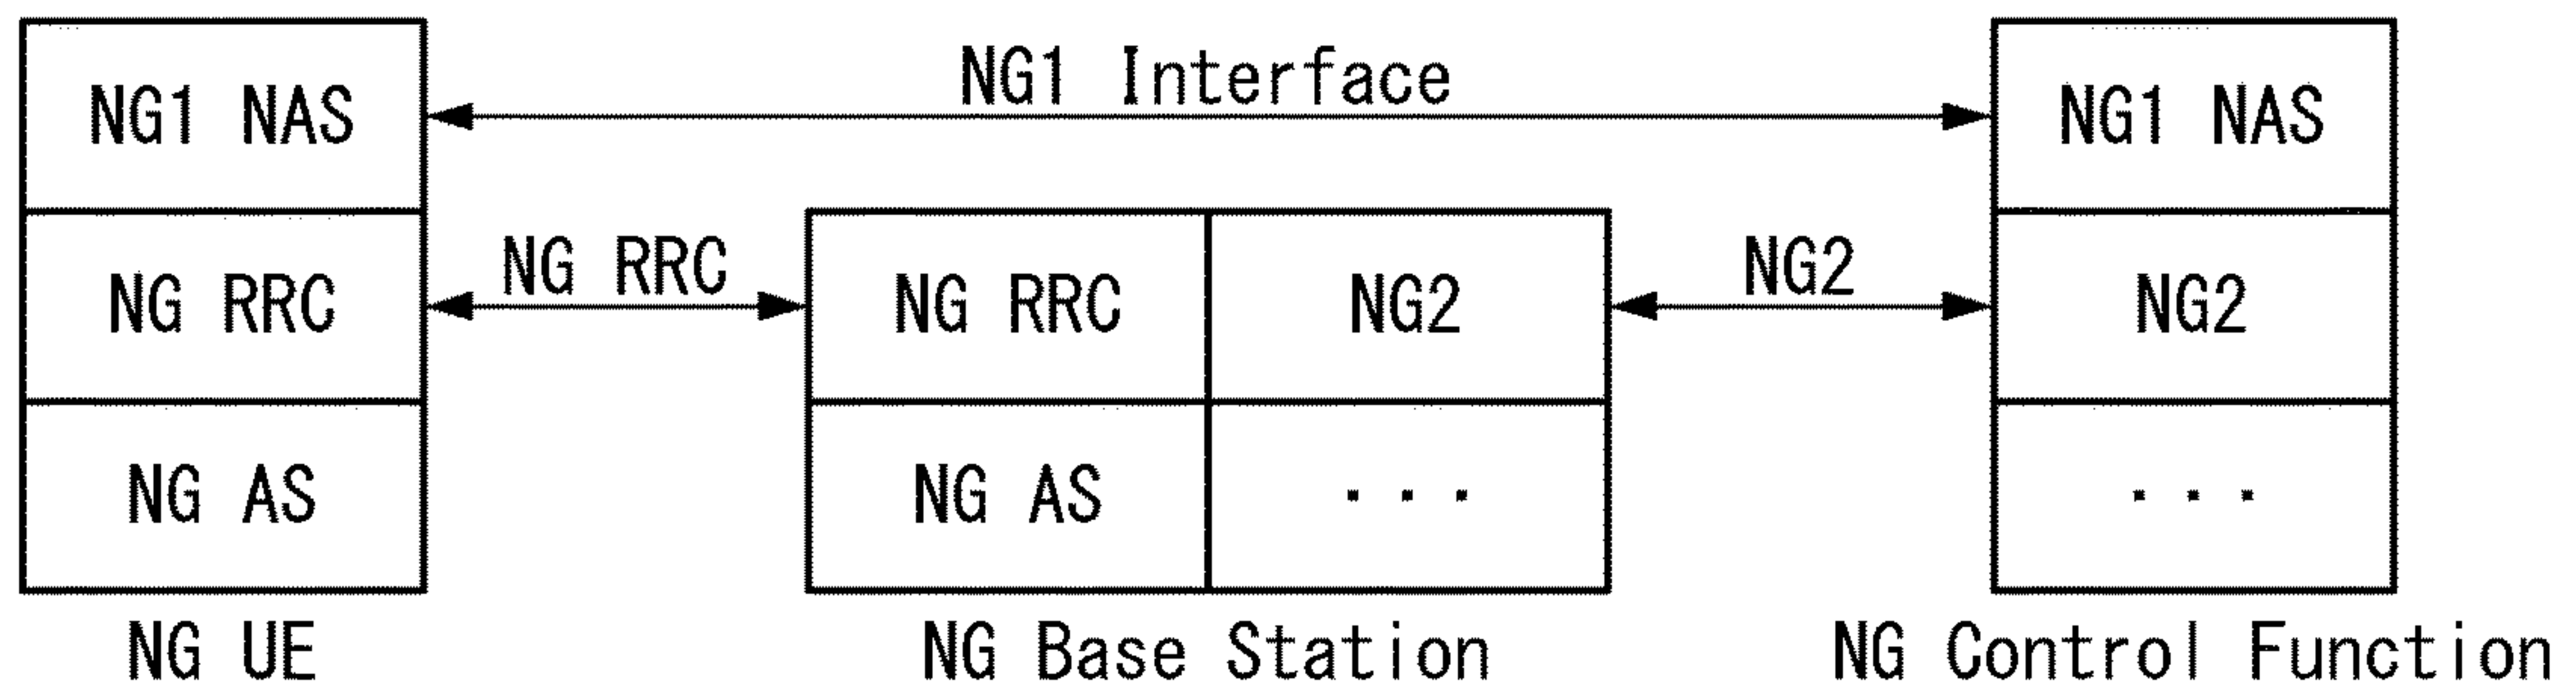 NG1 Interface
NG1 NAS
NG1 NAS
NG RRC
NG RRC
NG RRC
NG2
NG2
NG2
NG AS
NG AS
...
...
NG UE
NG Base Station
NG Control Function